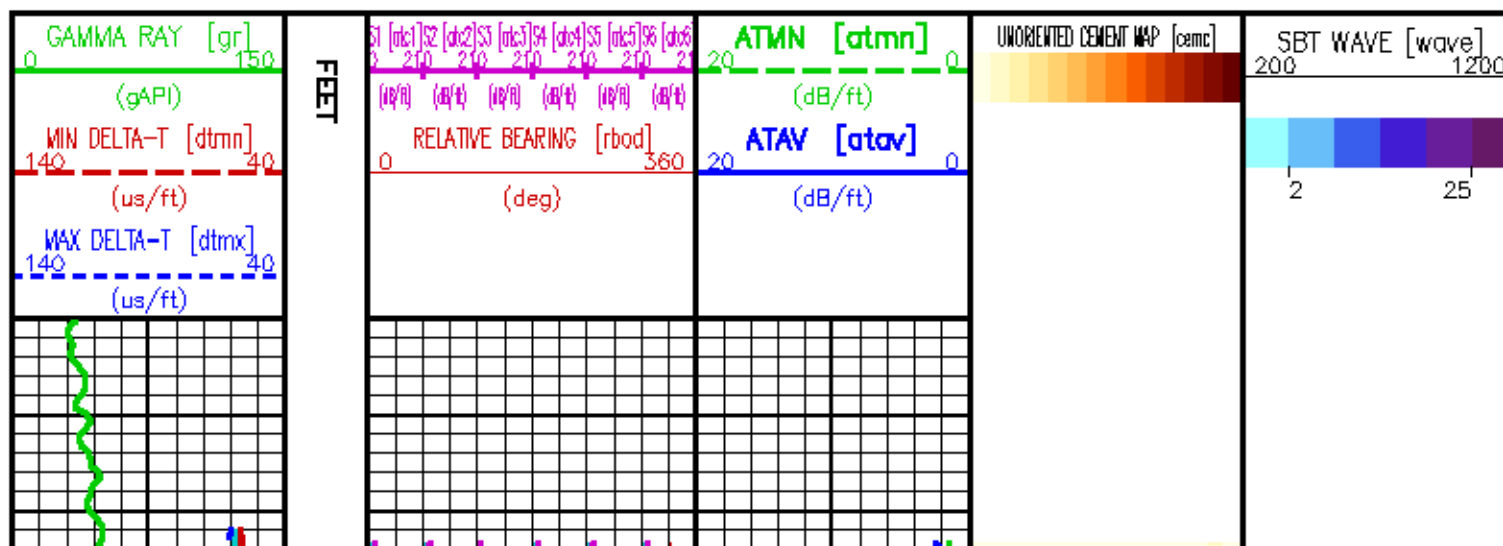 GAMMA RAY [gr]
0 150
(gAPI)
MIN DELTA-T [dtmn]
140 40
(us/ft)
MAX DELTA-T [dtmx]
140 40
(us/ft)
FEET
S1 [atc1] S2 [atc2] S3 [atc3] S4 [atc4] S5 [atc5] S6 [atc6
0 210 210 210 210 210 21
(dB/ft) (dB/ft) (dB/ft) (dB/ft) (dB/ft) (dB/ft)
RELATIVE BEARING [rbod]
0 360
(deg}
ATMN [atmn]
20 0
(dB/ft)
ATAV [atav]
20 0
(dB/ft)
UNORIENTED CEMENT MAP [cemc]
SBT WAVE [wave]
200 1200
2 25